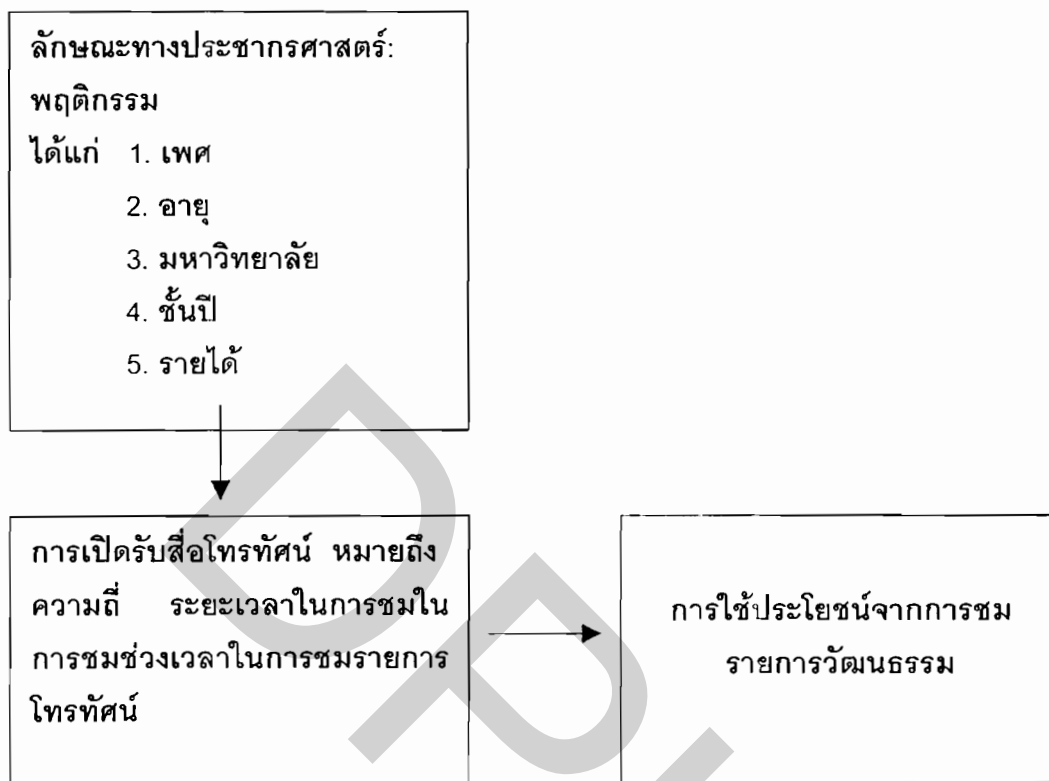 ลักษณะทางประชากรศาสตร์:
พฤติกรรม
ได้แก่ 1. เพศ
2. อายุ
3. มหาวิทยาลัย
4. ชั้นปี
5. รายได้
การเปิดรับสื่อโทรทัศน์ หมายถึง
ความถี่ ระยะเวลาในการชมใน
การชมช่วงเวลาในการชมรายการ
โทรทัศน์
การใช้ประโยชน์จากการชม
รายการวัฒนธรรม